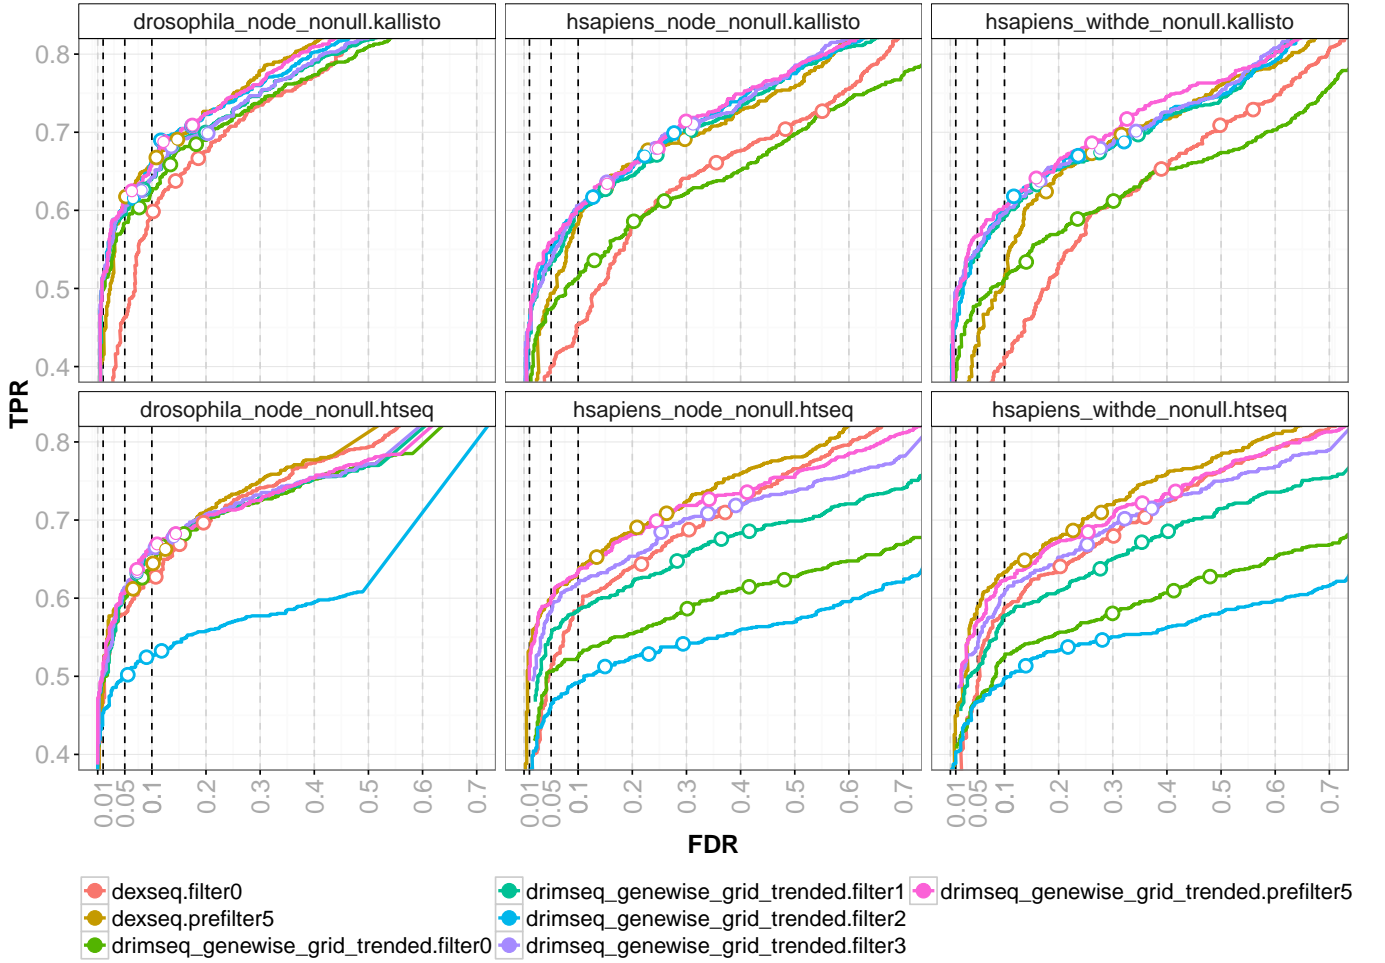 drosophila_node_nonull.kallisto
hsapiens_node_nonull.kallisto
hsapiens_withde_nonull.kallisto
0.8
0.7
0.6
0.5
0.4
TPR
drosophila_node_nonull.htseq
hsapiens_node_nonull.htseq
hsapiens_withde_nonull.htseq
0.8
0.7
0.6
0.5
0.4
0.01 0.05 0.1 0.2 0.3 0.4 0.5 0.6 0.7
0.01 0.05 0.1 0.2 0.3 0.4 0.5 0.6 0.7
0.01 0.05 0.1 0.2 0.3 0.4 0.5 0.6 0.7
FDR
dexseq.filter0
dexseq.prefilter5
drimseq_genewise_grid_trended.filter0
drimseq_genewise_grid_trended.filter1
drimseq_genewise_grid_trended.filter2
drimseq_genewise_grid_trended.filter3
drimseq_genewise_grid_trended.prefilter5